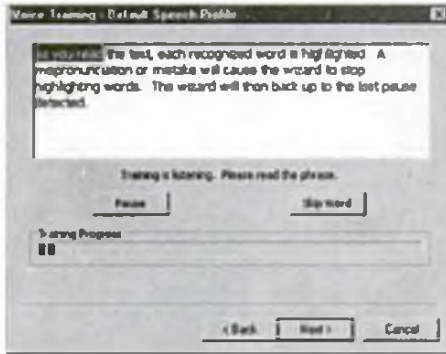 Voice Training - Default Speech Profile
As you read the text, each recognized word is highlighted. A
mispronunciation or mistake will cause the wizard to stop
highlighting words. The wizard will then back up to the last pause
detected.
Training is listening. Please read the phrase.
Pause
Skip Word
Training Progress
< Back
Next >
Cancel